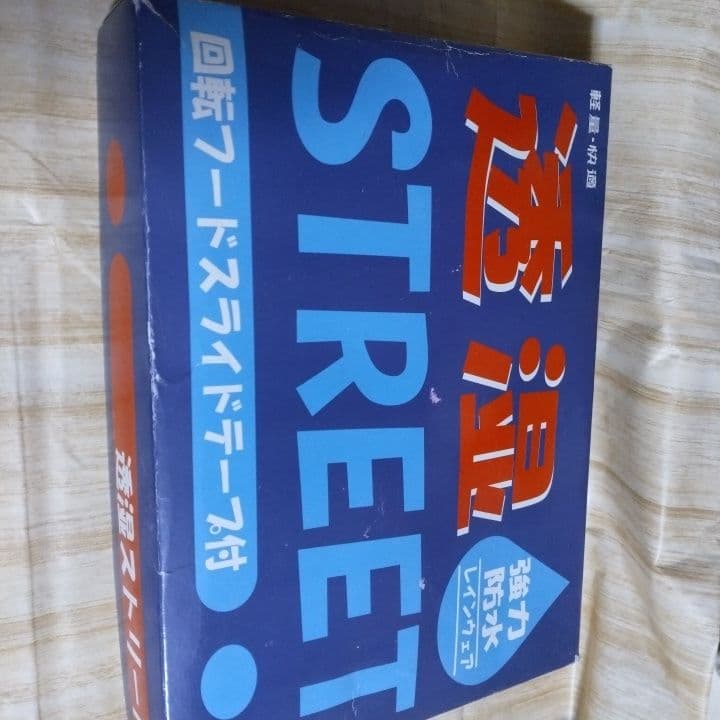 軽量・快適
透湿
強力
防水
レインウェア
STREET
回転フードスライドテープ付
透湿ストリート